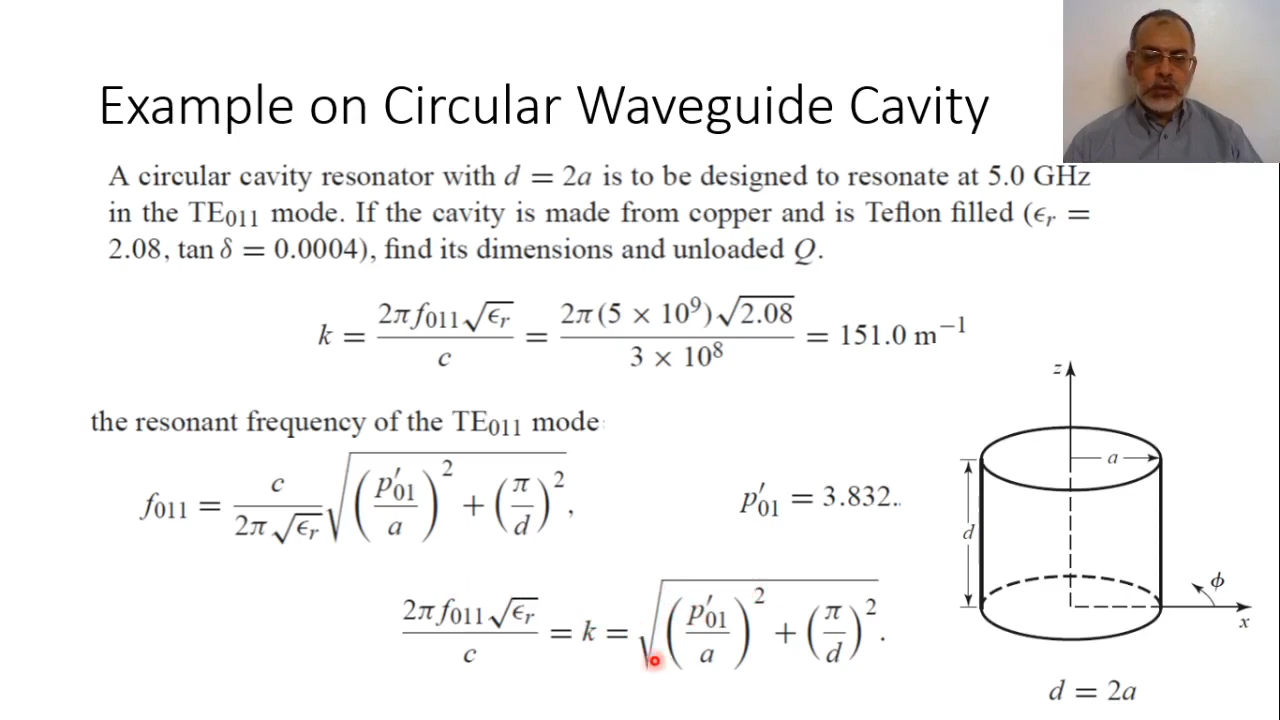 Example on Circular Waveguide Cavity
A circular cavity resonator with d = 2a is to be designed to resonate at 5.0 GHz
in the TE₀₁₁ mode. If the cavity is made from copper and is Teflon filled (ϵᵣ =
2.08, tan δ = 0.0004), find its dimensions and unloaded Q.
k = 2πf₀₁₁√ϵᵣ / c = 2π(5 × 10⁹)√2.08 / 3 × 10⁸ = 151.0 m⁻¹
the resonant frequency of the TE₀₁₁ mode:
f₀₁₁ = c / 2π√ϵᵣ √((p′₀₁ / a)² + (π / d)²),
p′₀₁ = 3.832..
2πf₀₁₁√ϵᵣ / c = k = √((p′₀₁ / a)² + (π / d)²).
z
a
d
ϕ
x
d = 2a